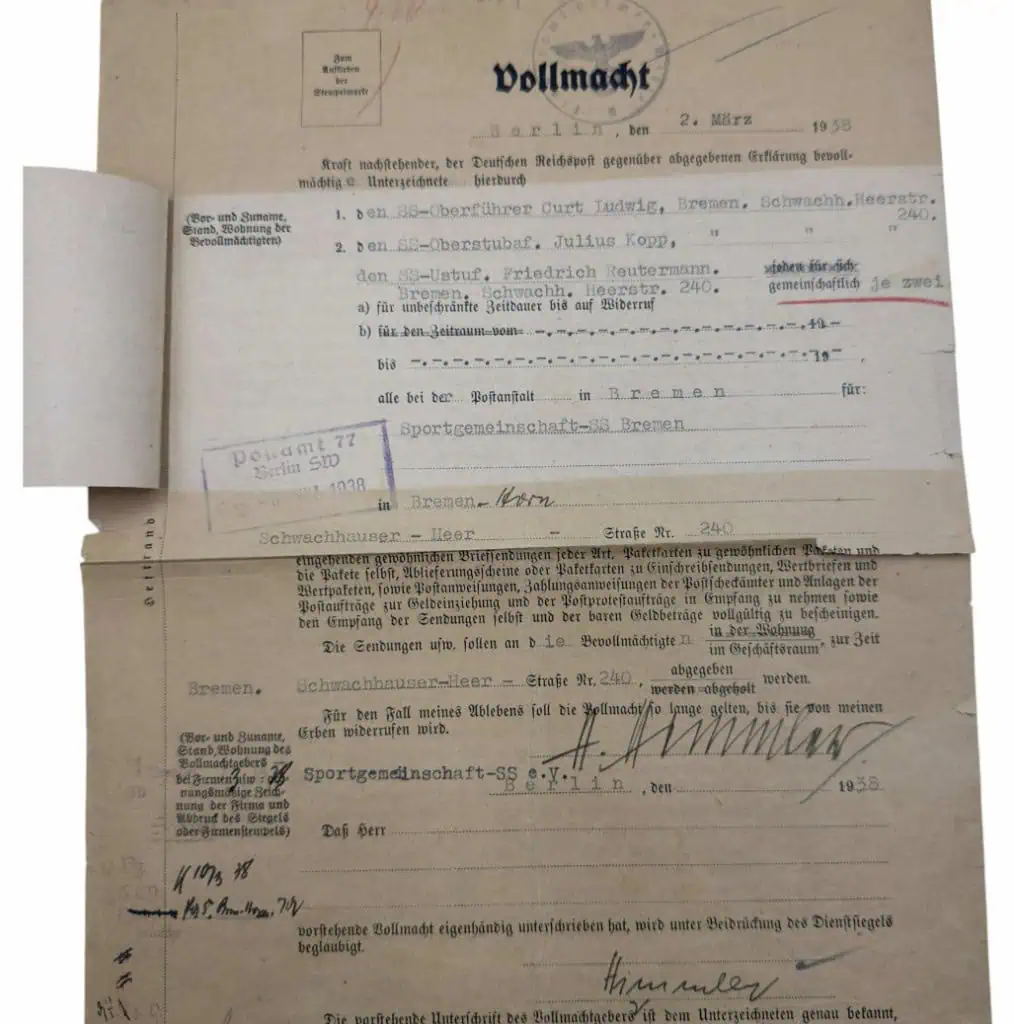 Zum
Aufkleben
der
Stempelmarke
Vollmacht
Berlin, den 2. März 1938
Kraft nachstehender, der Deutschen Reichspost gegenüber abgegebenen Erklärung bevoll-
mächtig e Unterzeichnete hierdurch
(Vor- und Zuname,
Stand, Wohnung der
Bevollmächtigten)
1. den SS-Oberführer Curt Ludwig, Bremen. Schwachh.Heerstr.
240.
2. den SS-Oberstubaf. Julius Kopp, " " "
den SS-Ustuf. Friedrich Reutermann. jeden für sich
Bremen. Schwachh. Heerstr. 240. gemeinschaftlich je zwei
a) für unbeschränkte Zeitdauer bis auf Widerruf
b) für den Zeitraum vom 19
bis 19 .
alle bei der Postanstalt in Bremen für:
Sportgemeinschaft-SS Bremen
Postamt 77
Berlin SW
1938
in Bremen-Horn
Schwachhauser - Heer - Straße Nr. 240
Heftrand
eingehenden gewöhnlichen Briefsendungen jeder Art, Paketkarten zu gewöhnlichen Paketen und
die Pakete selbst, Ablieferungsscheine oder Paketkarten zu Einschreibsendungen, Wertbriefen und
Wertpaketen, sowie Postanweisungen, Zahlungsanweisungen der Postscheckämter und Anlagen der
Postaufträge zur Geldeinziehung und der Postprotestaufträge in Empfang zu nehmen sowie
den Empfang der Sendungen selbst und der baren Geldbeträge vollgültig zu bescheinigen.
Die Sendungen usw. sollen an die Bevollmächtigten in der Wohnung
im Geschäftsraum, zur Zeit
Bremen. Schwachhauser-Heer - Straße Nr. 240, abgegeben
werden abgeholt werden.
Für den Fall meines Ablebens soll die Vollmacht so lange gelten, bis sie von meinen
Erben widerrufen wird.
H. Himmler
(Vor- und Zuname,
Stand, Wohnung des
Vollmachtgebers
bei Firmen usw.: ord-
nungsmäßige Zeich-
nung der Firma und
Abdruck des Siegels
oder Firmenstempels)
Sportgemeinschaft-SS e.V.
Berlin, den 1938
Daß Herr
10/3 38
vorstehende Vollmacht eigenhändig unterschrieben hat, wird unter Beidrückung des Dienstsiegels
beglaubigt.
Himmler
Die vorstehende Unterschrift des Vollmachtgebers ist dem Unterzeichneten genau bekannt,